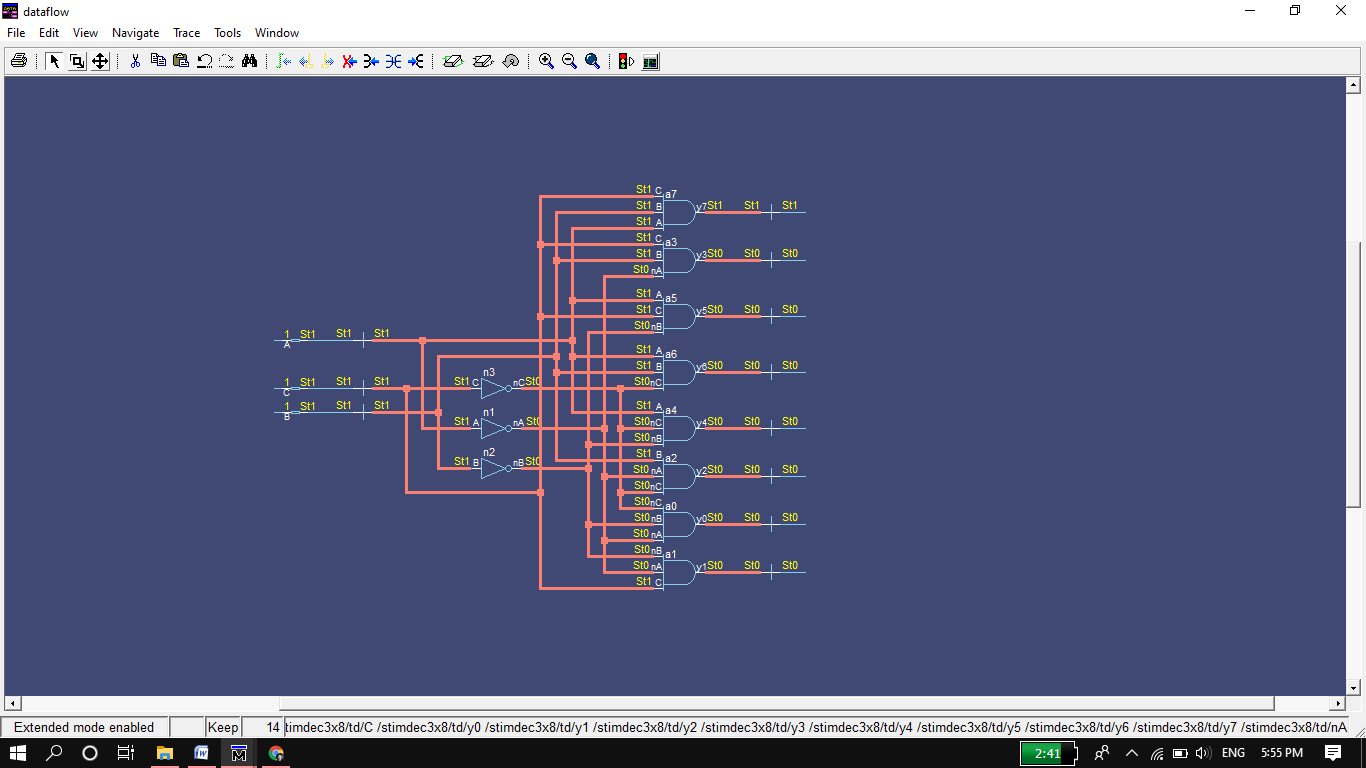 dataflow
File Edit View Navigate Trace Tools Window
St1 C a7
St1 B y7 St1 St1 St1
St1 A
St1 C a3
St1 B y3 St0 St0 St0
St0 nA
St1 A a5
St1 C y5 St0 St0 St0
St0 nB
1 St1 St1 St1
A
St1 A a6
St1 B y6 St0 St0 St0
St0 nC
n3
1 St1 St1 St1 St1 C nC St0
C
1 St1 St1 St1
B
St1 A a4
n1
St1 A nA St0 St0 nC y4 St0 St0 St0
St0 nB
n2
St1 B a2
St1 B nB St0 St0 nA y2 St0 St0 St0
St0 nC
St0 nC a0
St0 nB y0 St0 St0 St0
St0 nA
St0 nB a1
St0 nA y1 St0 St0 St0
St1 C
Extended mode enabled Keep 14 timdec3x8/td/C /stimdec3x8/td/y0 /stimdec3x8/td/y1 /stimdec3x8/td/y2 /stimdec3x8/td/y3 /stimdec3x8/td/y4 /stimdec3x8/td/y5 /stimdec3x8/td/y6 /stimdec3x8/td/y7 /stimdec3x8/td/nA
2:41 ENG 5:55 PM